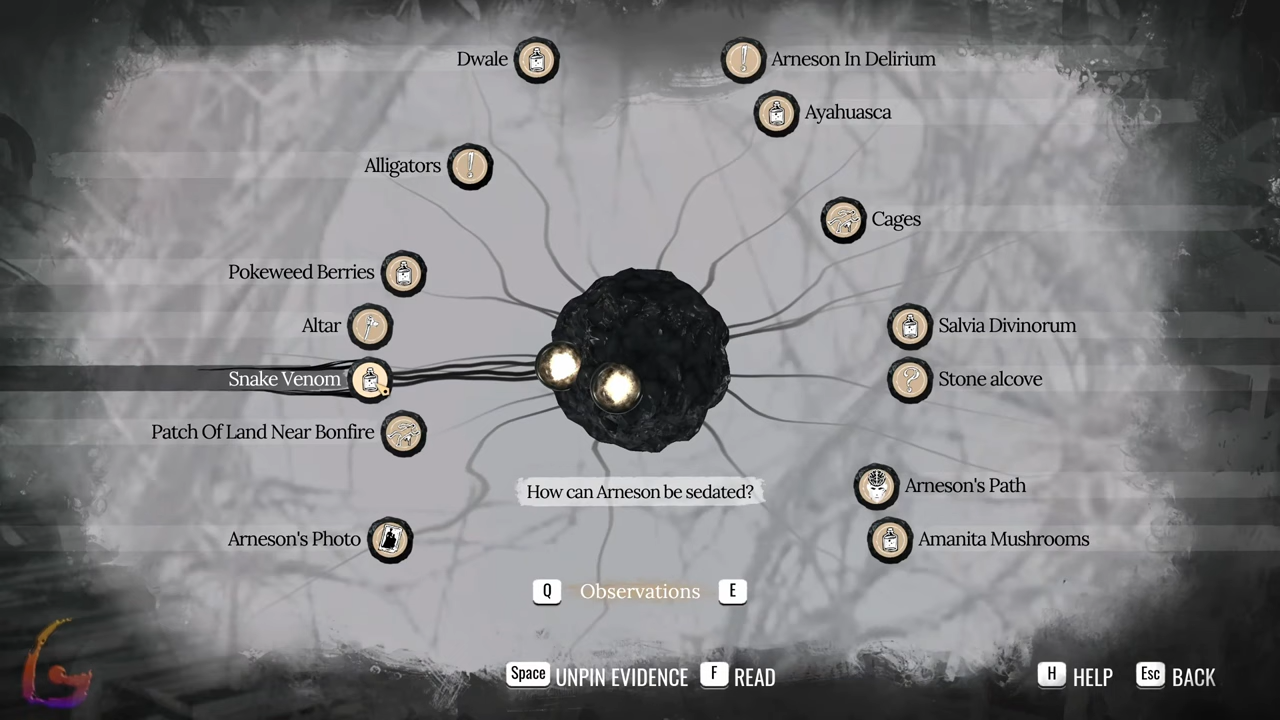 Dwale
Arneson In Delirium
Ayahuasca
Alligators
Cages
Pokeweed Berries
Altar
Salvia Divinorum
Snake Venom
Stone alcove
Patch Of Land Near Bonfire
How can Arneson be sedated?
Arneson's Path
Arneson's Photo
Amanita Mushrooms
Q Observations E
Space UNPIN EVIDENCE F READ
H HELP Esc BACK